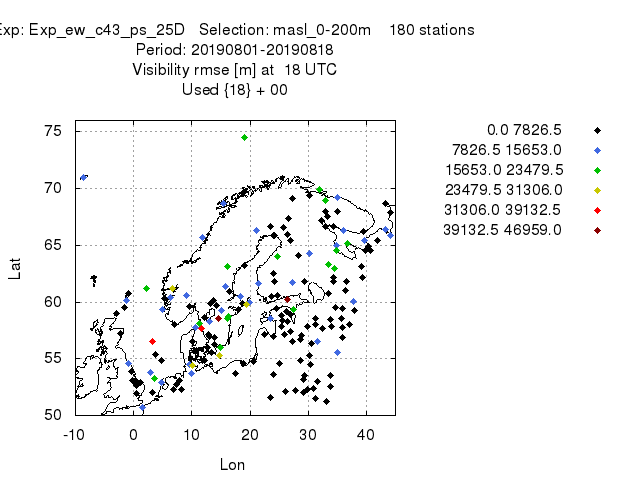 Exp: Exp_ew_c43_ps_25D Selection: masl_0-200m 180 stations
Period: 20190801-20190818
Visibility rmse [m] at 18 UTC
Used {18} + 00
0.0 7826.5
7826.5 15653.0
15653.0 23479.5
23479.5 31306.0
31306.0 39132.5
39132.5 46959.0
75
70
65
60
55
50
Lat
-10 0 10 20 30 40
Lon